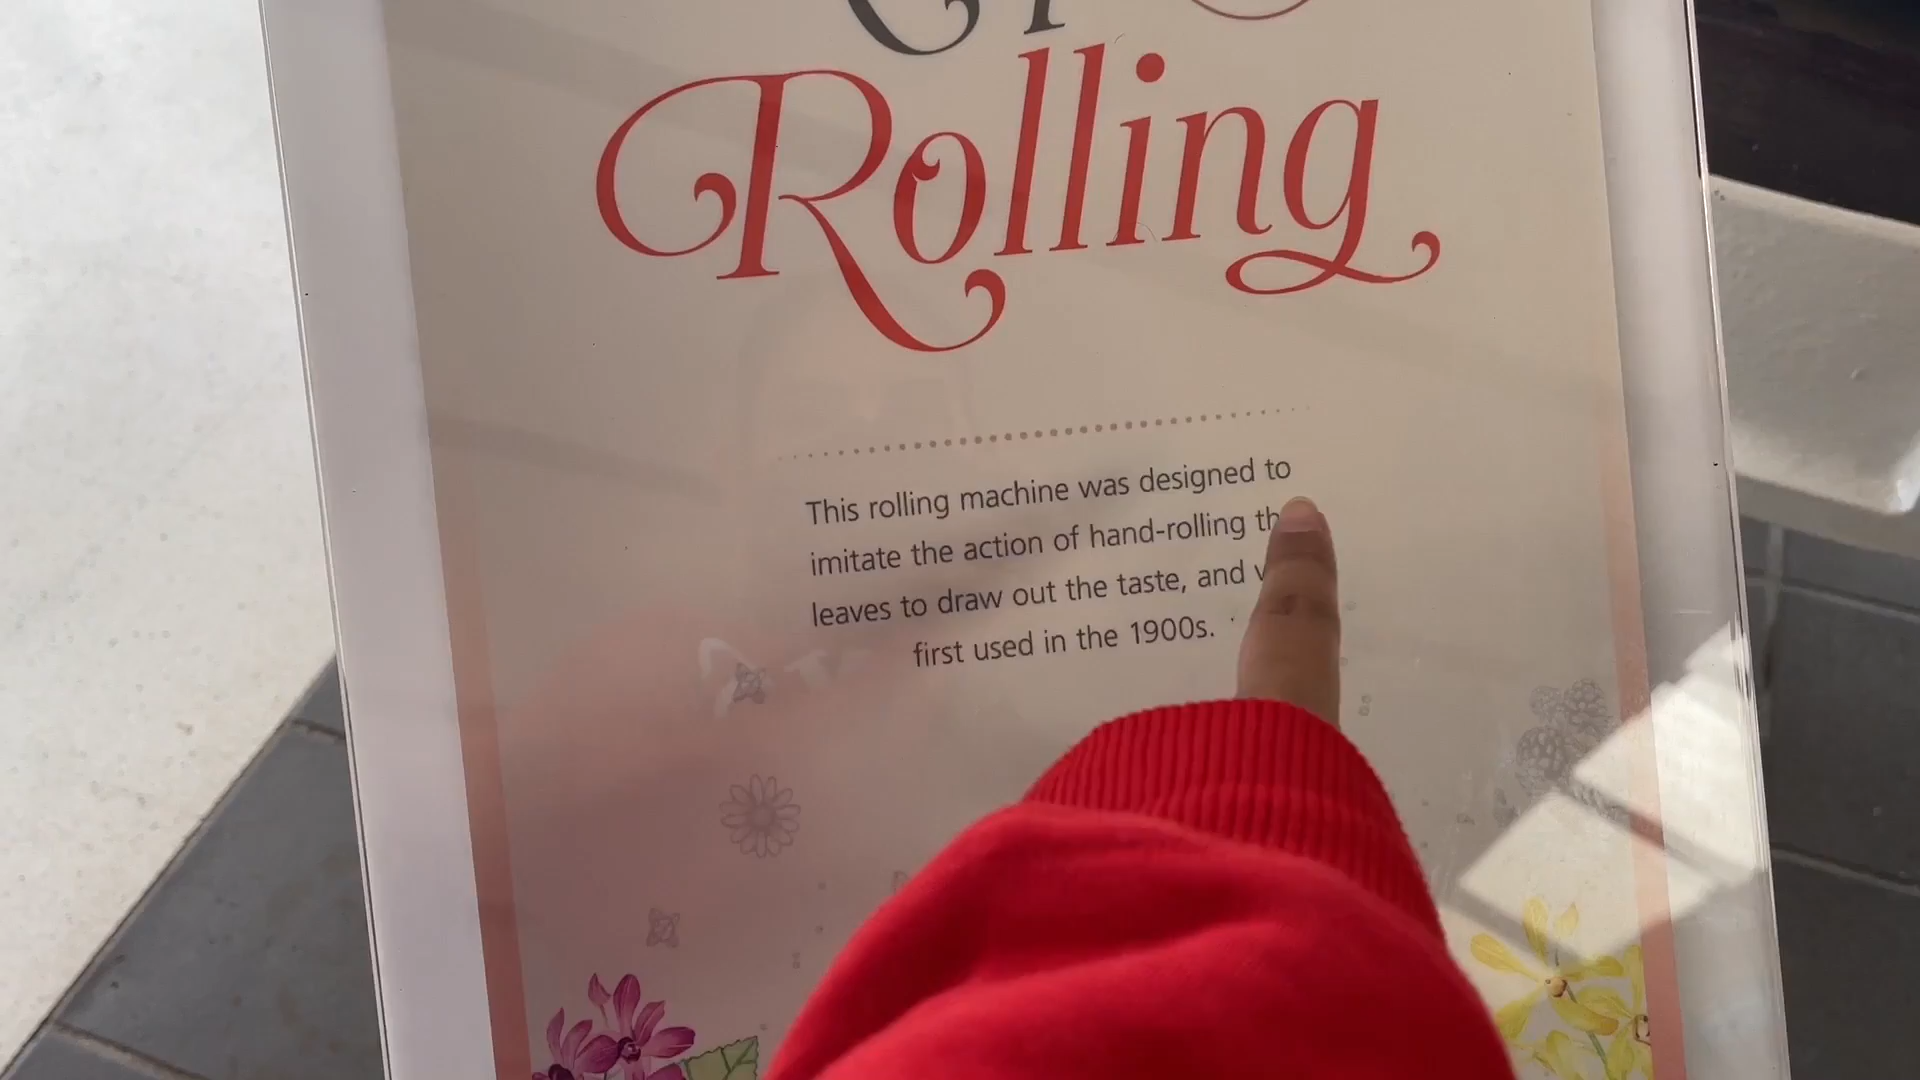 Rolling
This rolling machine was designed to
imitate the action of hand-rolling
leaves to draw out the taste, and
first used in the 1900s.